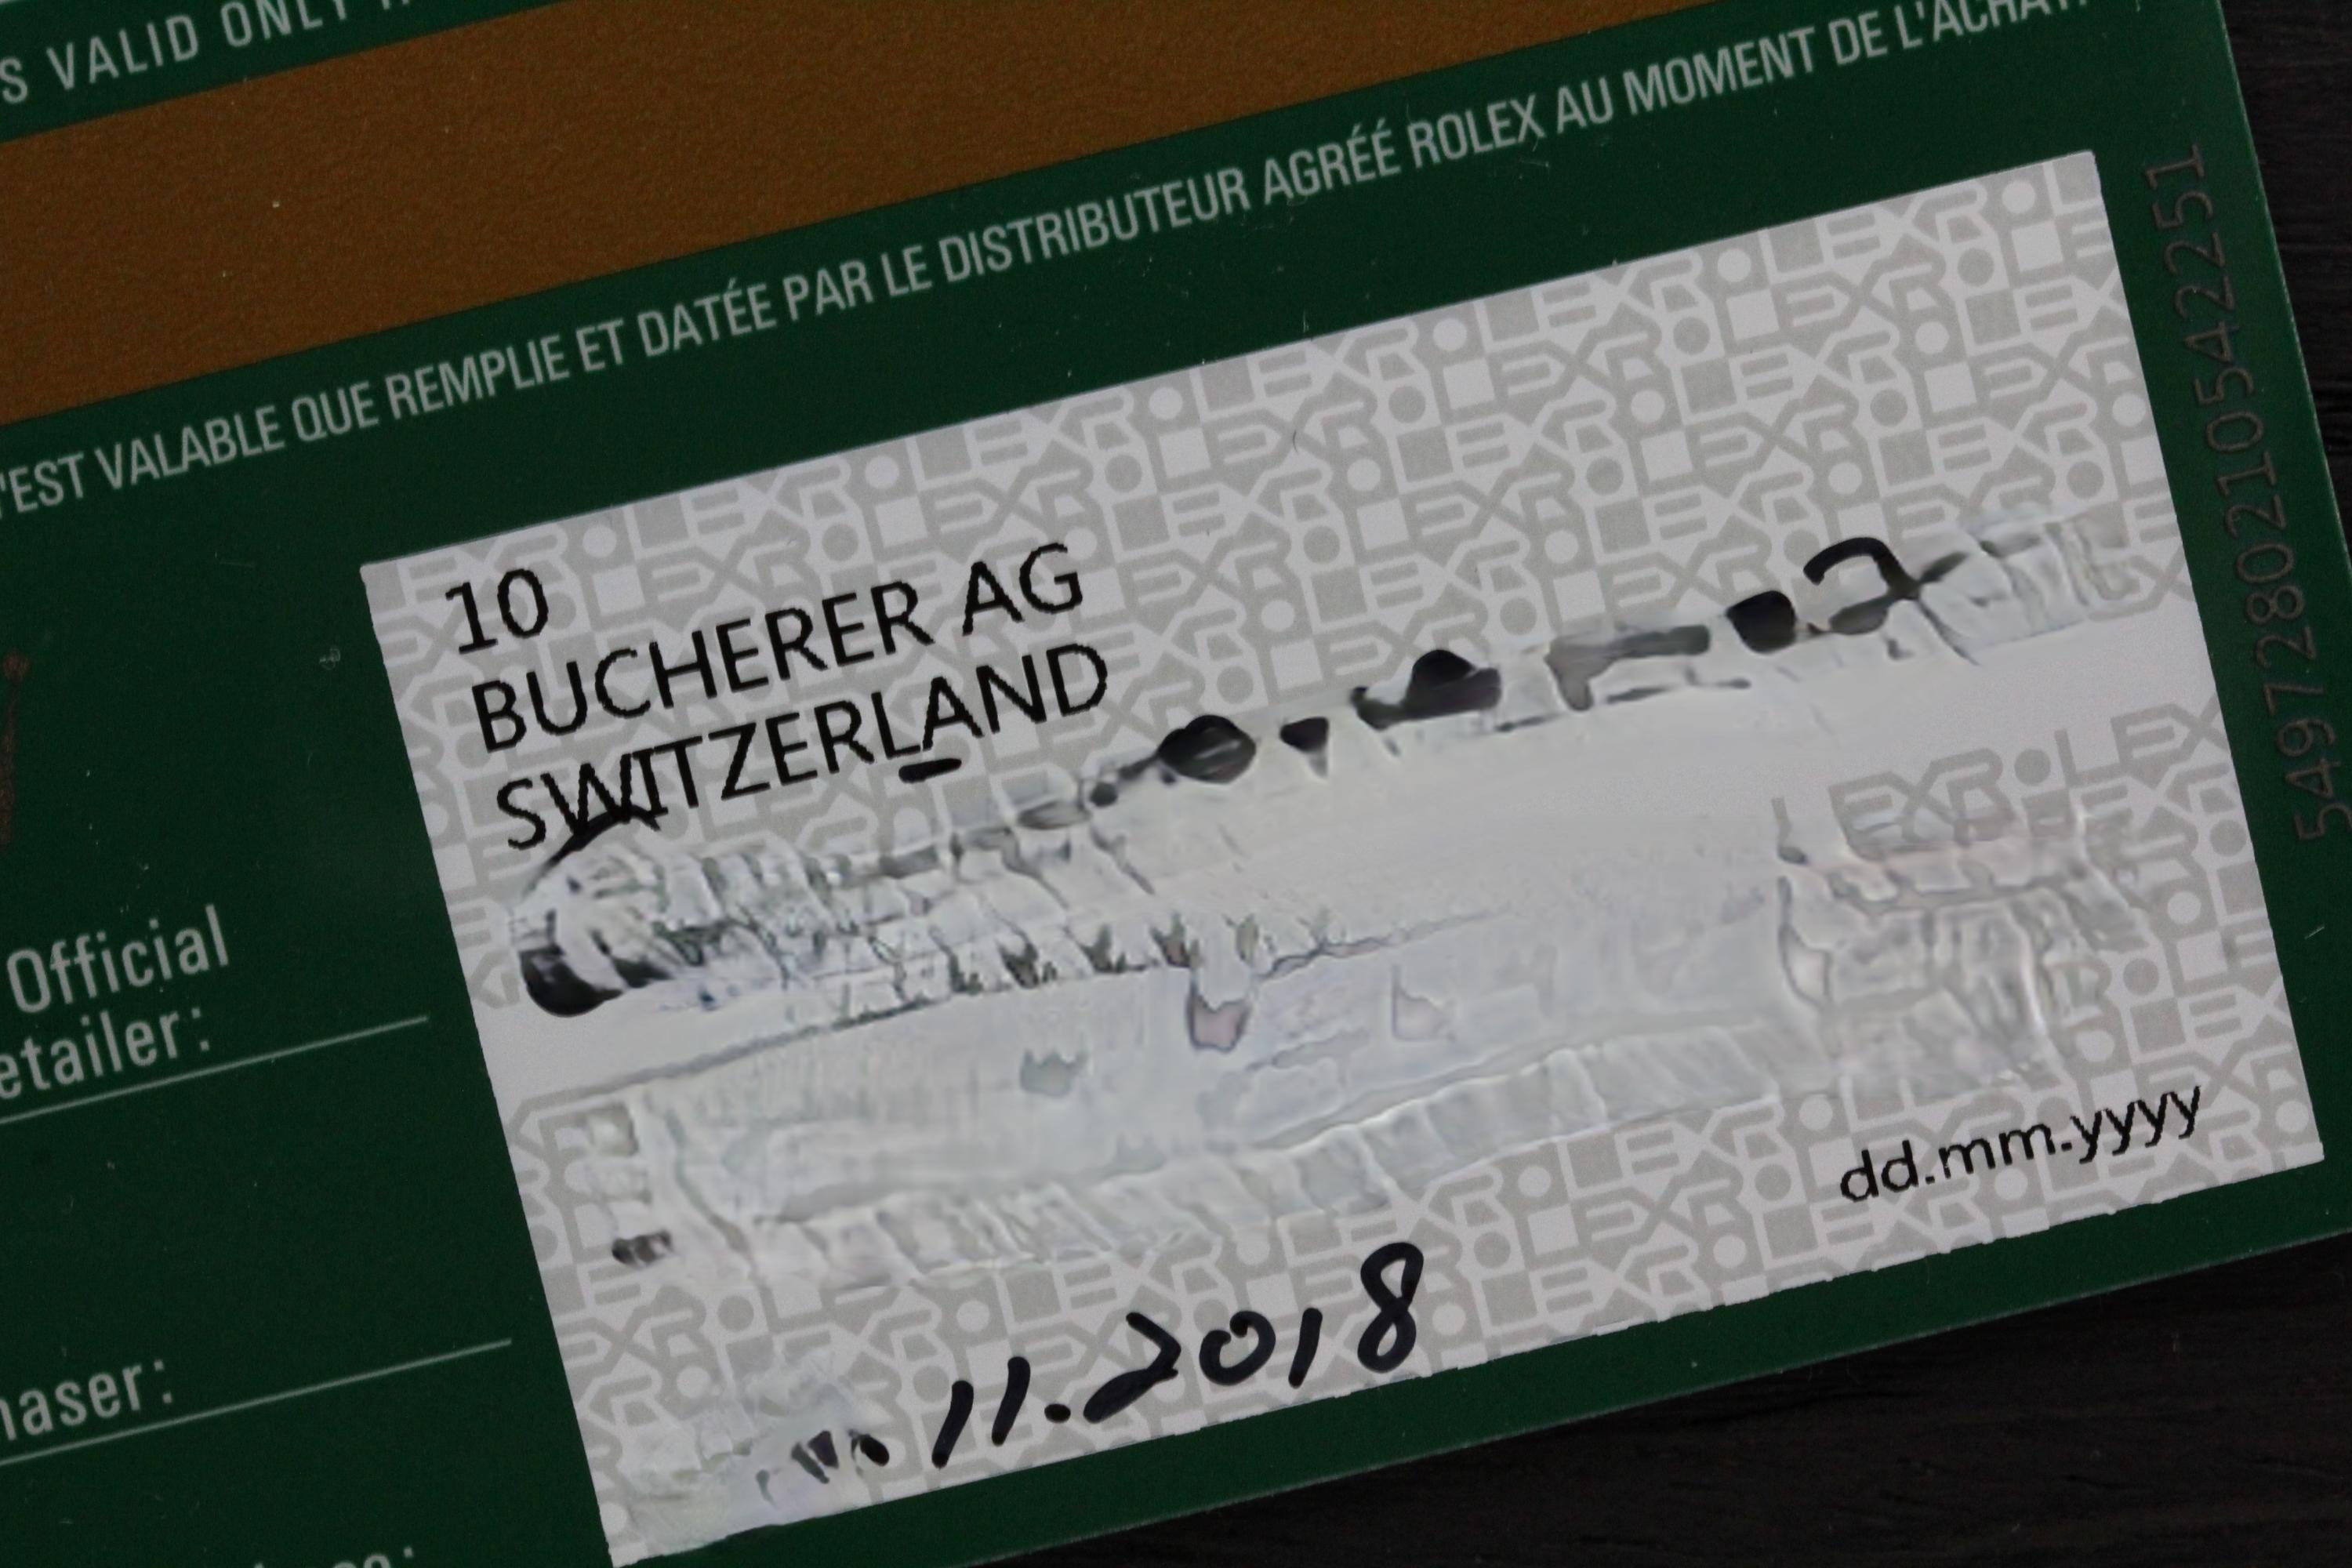 S VALID ONLY
'EST VALABLE QUE REMPLIE ET DATÉE PAR LE DISTRIBUTEUR AGRÉÉ ROLEX AU MOMENT DE L'ACHAT.
10
BUCHERER AG
SWITZERLAND
Official
etailer:
haser:
dd.mm.yyyy
11.2018
5497280210542251